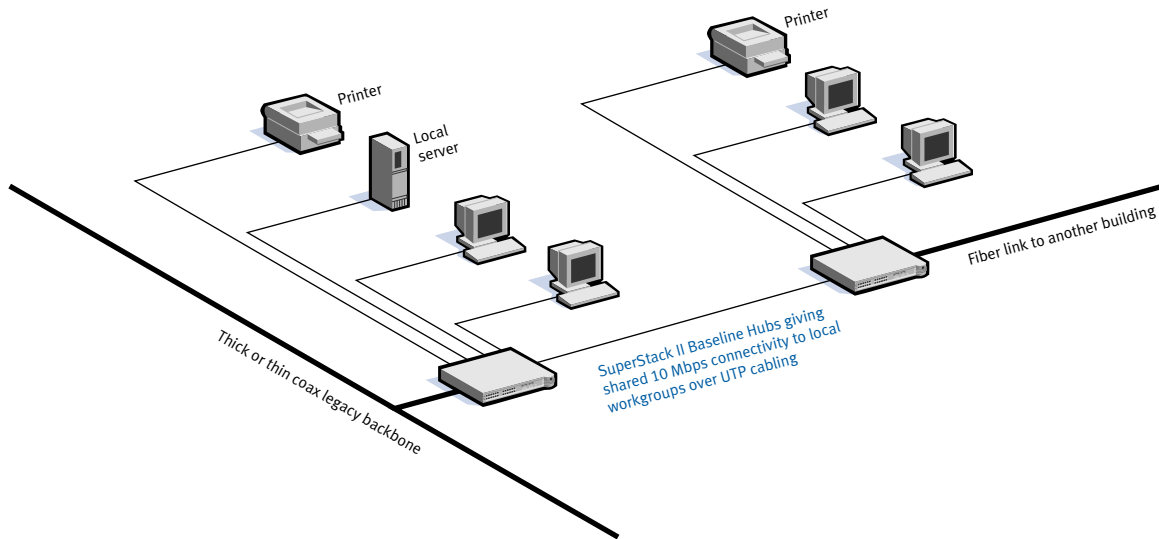 Printer
Printer
Local
server
Fiber link to another building
SuperStack II Baseline Hubs giving
shared 10 Mbps connectivity to local
workgroups over UTP cabling
Thick or thin coax legacy backbone